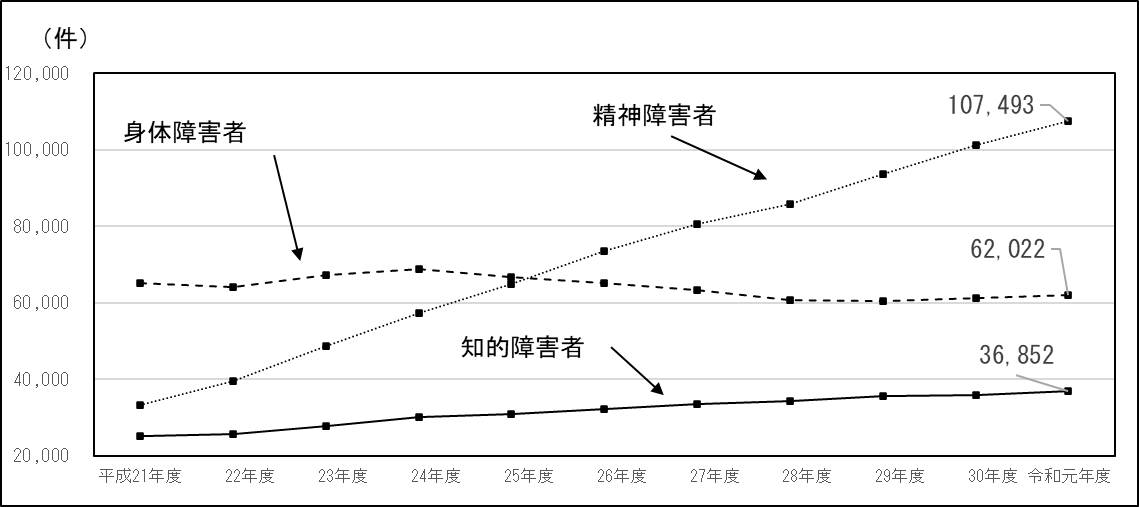 （件）
120,000
100,000
80,000
60,000
40,000
20,000
身体障害者
精神障害者
知的障害者
107,493
62,022
36,852
平成21年度 22年度 23年度 24年度 25年度 26年度 27年度 28年度 29年度 30年度 令和元年度